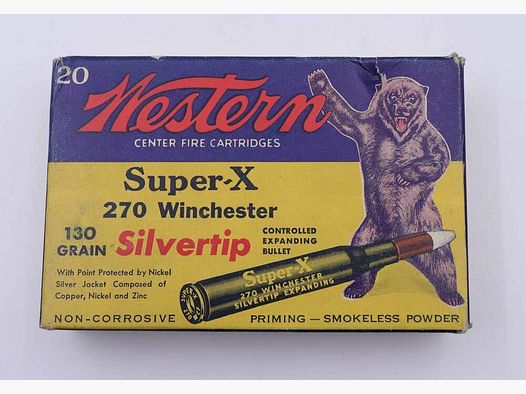 20
Western
CENTER FIRE CARTRIDGES
Super-X
270 Winchester
130
GRAIN
Silvertip
CONTROLLED
EXPANDING
BULLET
With Point Protected by Nickel
Silver Jacket Composed of
Copper, Nickel and Zinc
Super-X
270 WINCHESTER
SILVERTIP EXPANDING
NON-CORROSIVE PRIMING — SMOKELESS POWDER